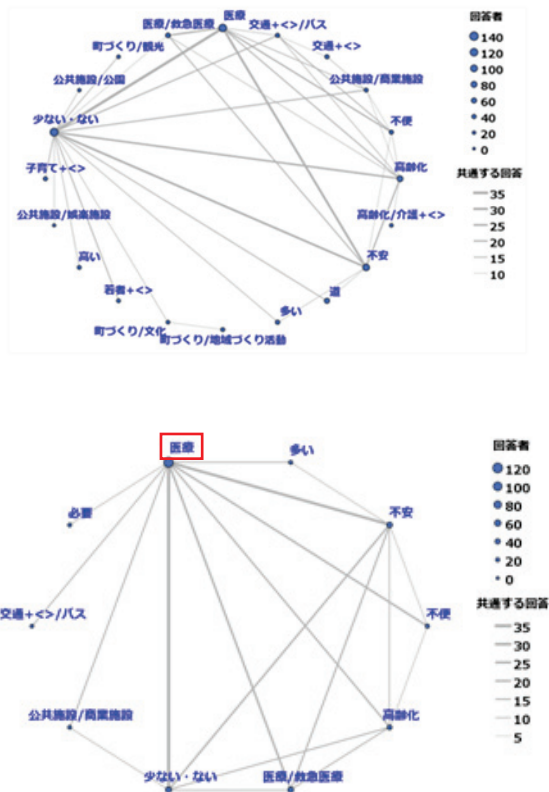 回答者
医療
医療/救急医療
交通+<>/バス
140
120
町づくり/観光
交通+<>
100
公共施設/公園
公共施設/商業施設
80
60
少ない・ない
不便
40
20
0
子育て+<>
高齢化
共通する回答
35
公共施設/娯楽施設
高齢化/介護+<>
30
25
高い
不安
20
15
若者+<>
道
10
町づくり/文化
多い
町づくり/地域づくり活動
医療
多い
回答者
120
100
必要
不安
80
60
40
20
0
交通+<>/バス
不便
共通する回答
35
30
25
公共施設/商業施設
高齢化
20
15
10
5
少ない・ない
医療/救急医療